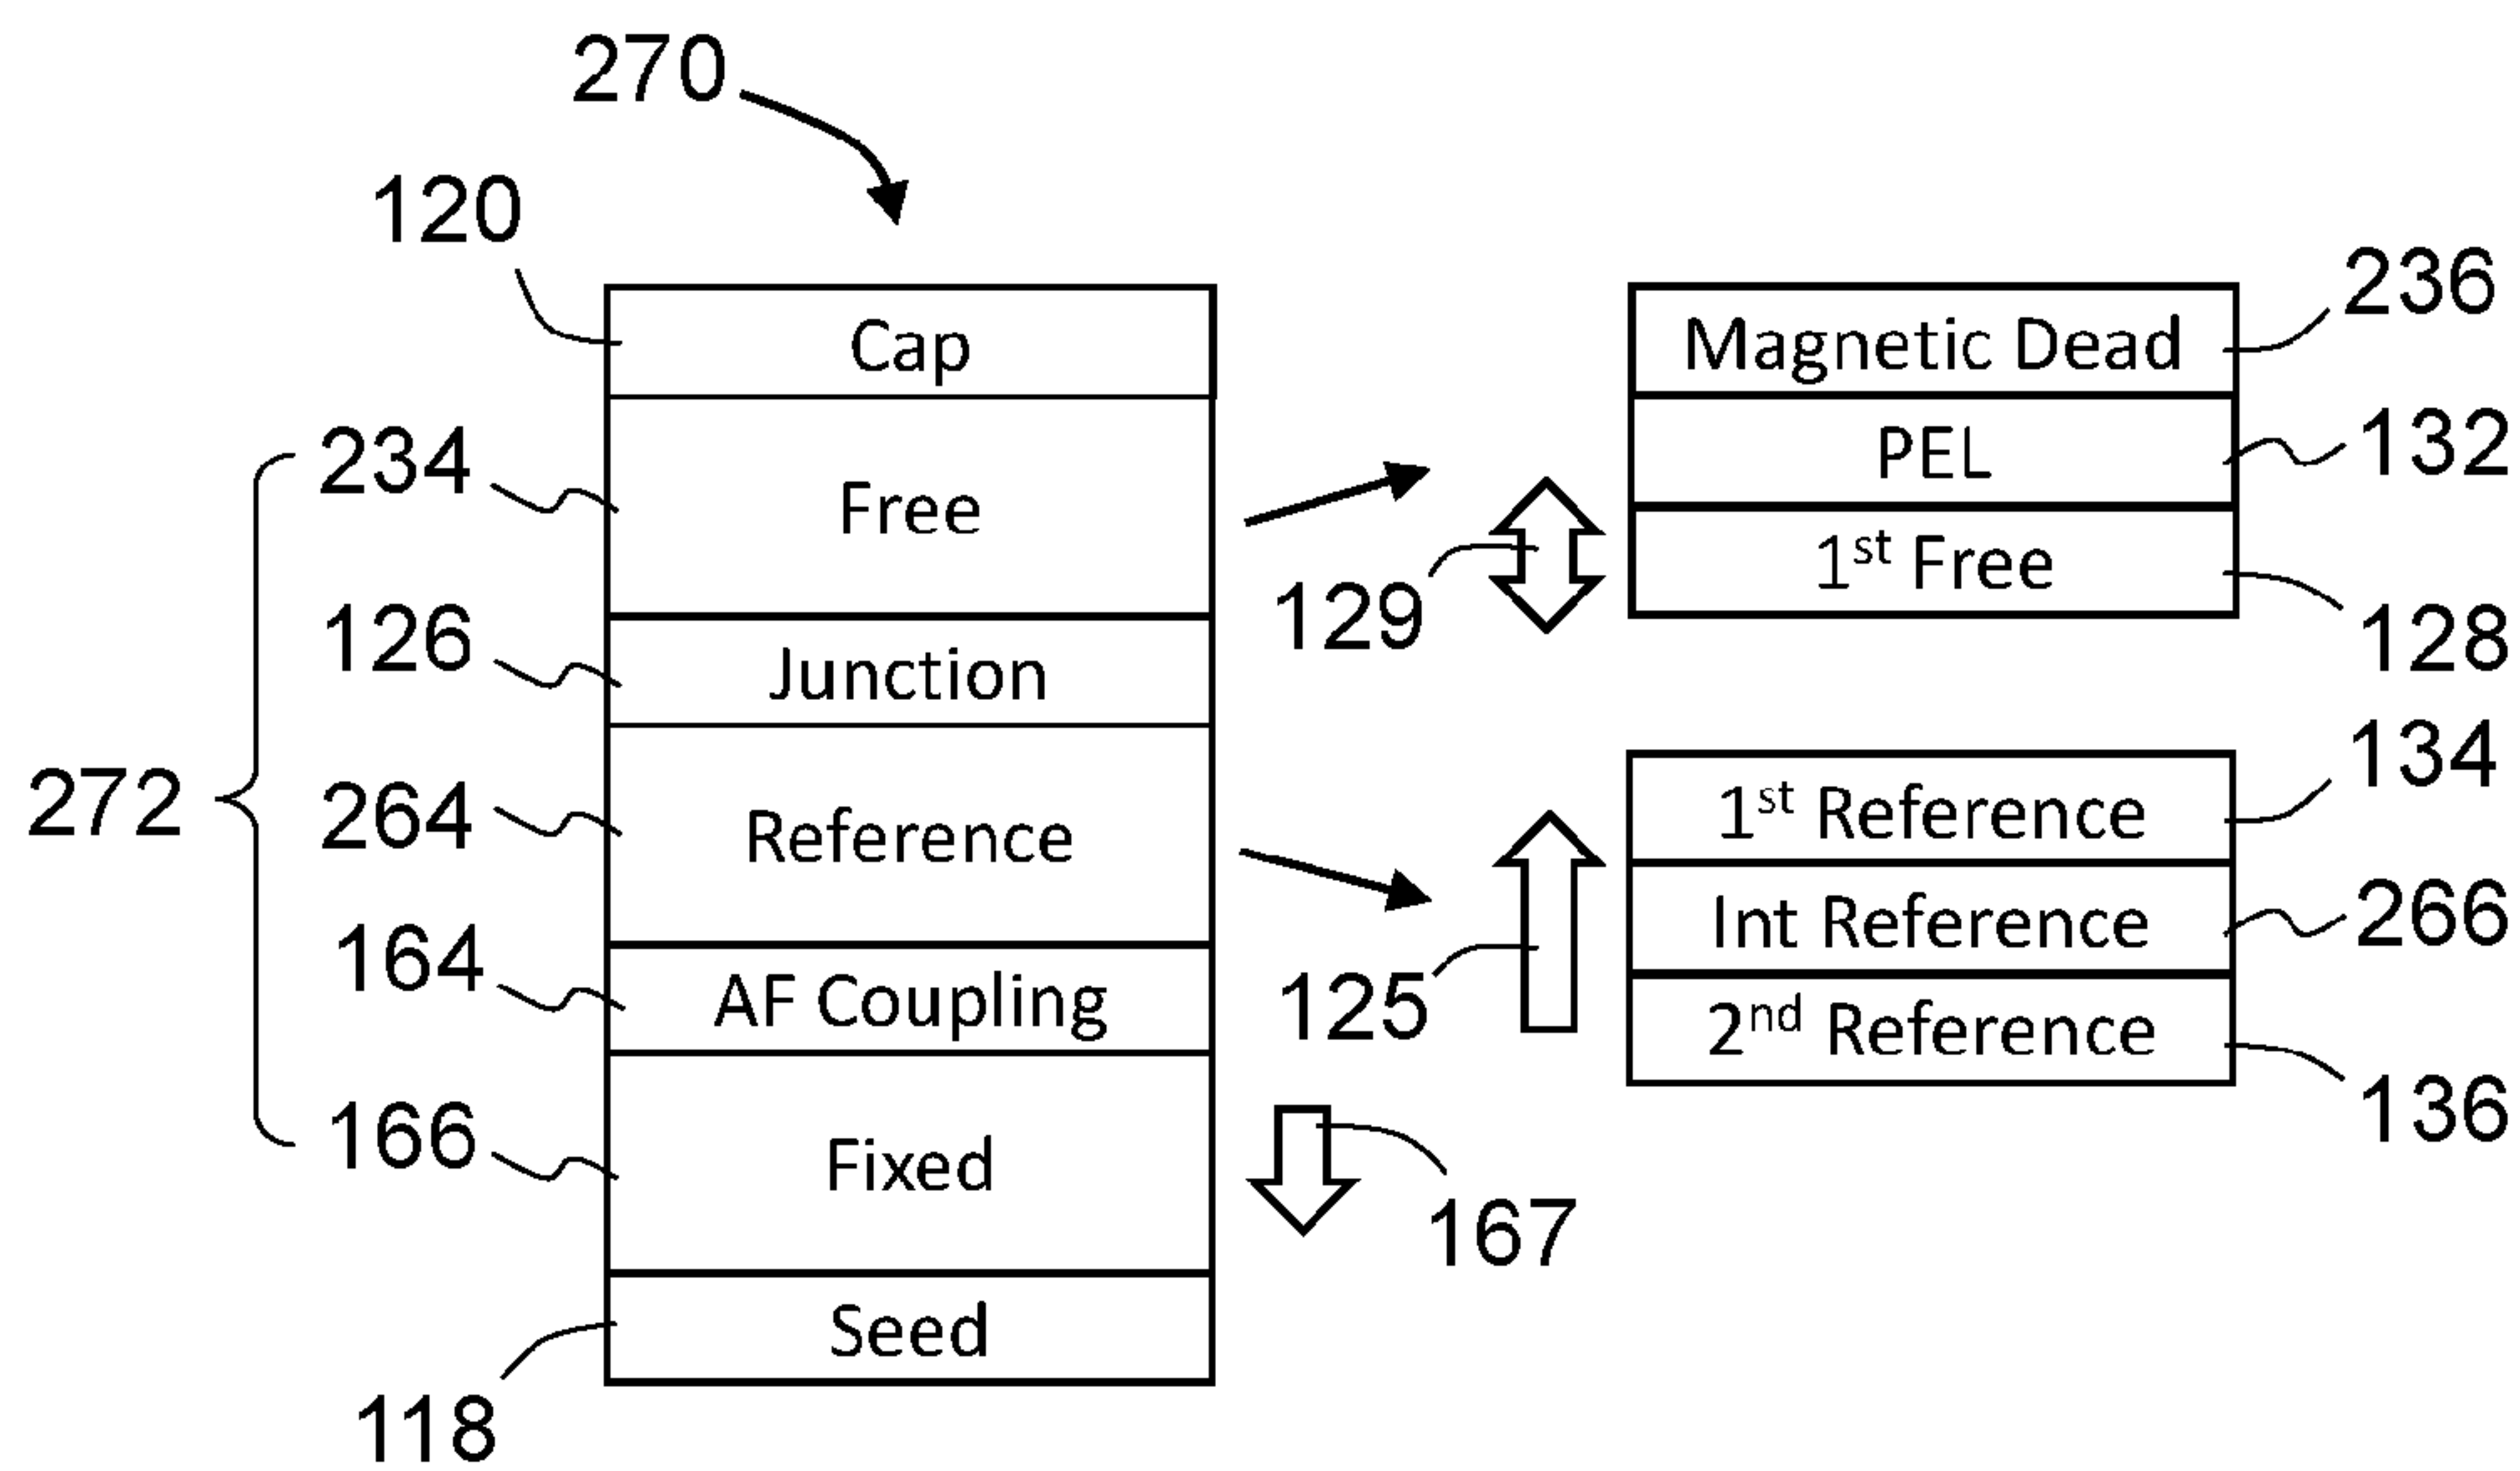 270
120
Cap
Magnetic Dead
236
234
Free
PEL
132
129
1st Free
128
126
Junction
272
264
Reference
1st Reference
134
125
Int Reference
266
164
AF Coupling
2nd Reference
136
166
Fixed
167
Seed
118